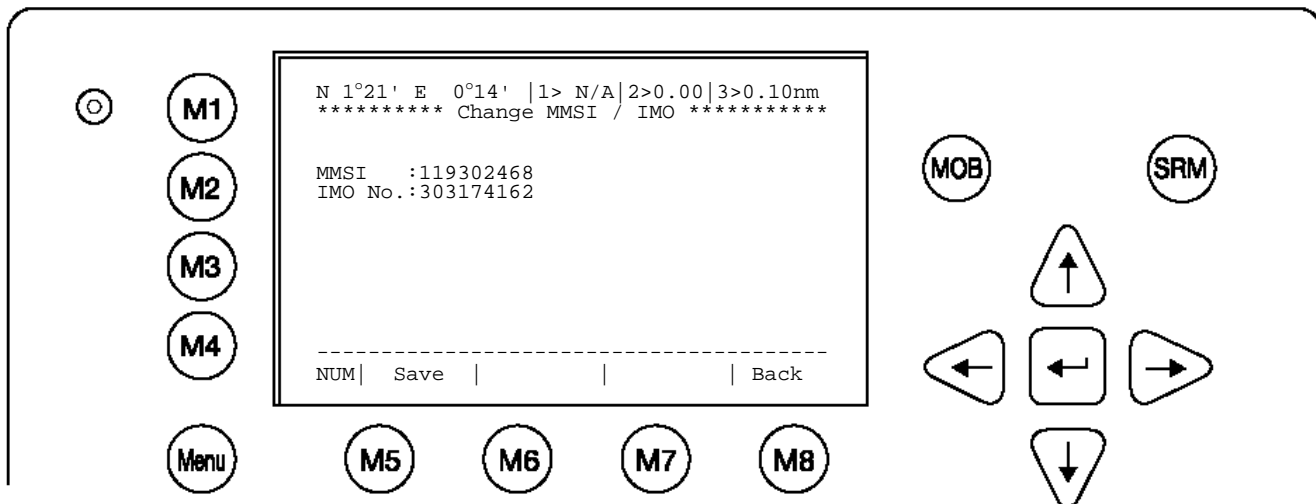 N 1°21' E  0°14' |1> N/A|2>0.00|3>0.10nm
********** Change MMSI / IMO ***********
MMSI   :119302468
IMO No.:303174162
----------------------------------------
NUM|  Save  |         |         | Back
M1
M2
M3
M4
Menu
M5
M6
M7
M8
MOB
SRM